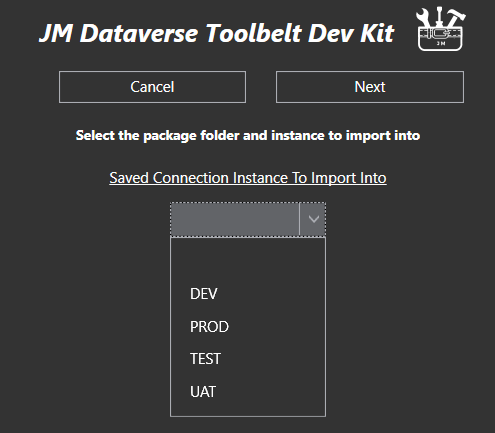 JM Dataverse Toolbelt Dev Kit
JM
Cancel
Next
Select the package folder and instance to import into
Saved Connection Instance To Import Into
DEV
PROD
TEST
UAT